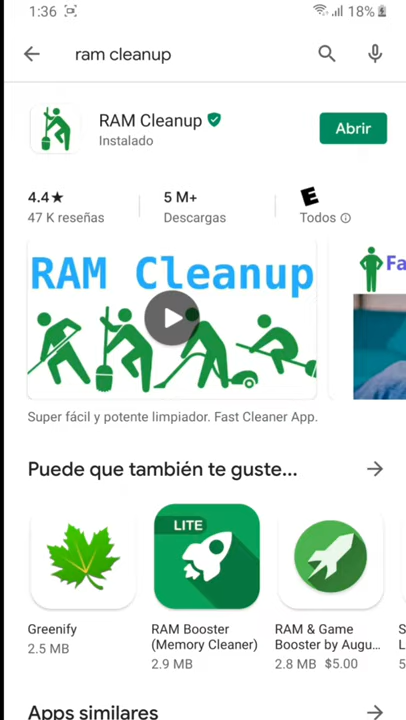 1:36 18%
ram cleanup
RAM Cleanup
Instalado
Abrir
4.4★ 5 M+ E
47 K reseñas Descargas Todos
RAM Cleanup
Fa
Super fácil y potente limpiador. Fast Cleaner App.
Puede que también te guste...
LITE
Greenify RAM Booster RAM & Game S
(Memory Cleaner) Booster by Augu... L
2.5 MB 2.9 MB 2.8 MB $5.00 5
Apps similares